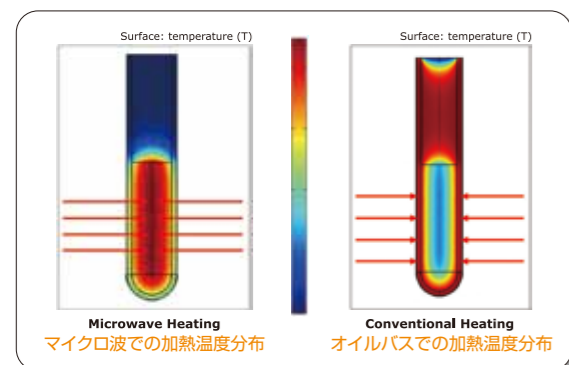 Surface: temperature (T)
Surface: temperature (T)
Microwave Heating
マイクロ波での加熱温度分布
Conventional Heating
オイルバスでの加熱温度分布